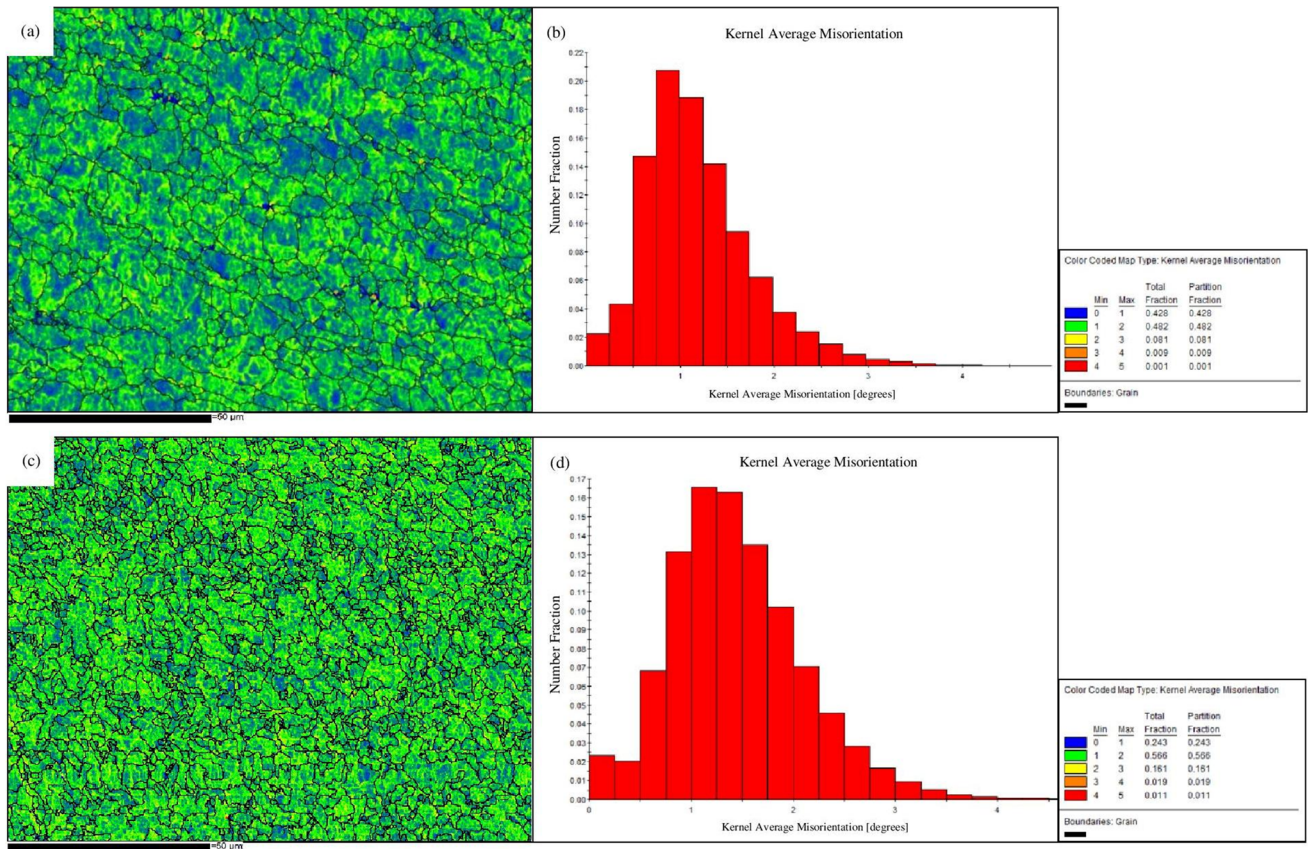 (a)
=50 µm
(b)
Kernel Average Misorientation
Number Fraction
0.22
0.20
0.18
0.16
0.14
0.12
0.10
0.08
0.06
0.04
0.02
0.00
1 2 3 4
Kernel Average Misorientation [degrees]
Color Coded Map Type: Kernel Average Misorientation
Total Partition
Min Max Fraction Fraction
0 1 0.428 0.428
1 2 0.482 0.482
2 3 0.081 0.081
3 4 0.009 0.009
4 5 0.001 0.001
Boundaries: Grain
(c)
=50 µm
(d)
Kernel Average Misorientation
Number Fraction
0.17
0.16
0.15
0.14
0.13
0.12
0.11
0.10
0.09
0.08
0.07
0.06
0.05
0.04
0.03
0.02
0.01
0.00
0 1 2 3 4
Kernel Average Misorientation [degrees]
Color Coded Map Type: Kernel Average Misorientation
Total Partition
Min Max Fraction Fraction
0 1 0.243 0.243
1 2 0.566 0.566
2 3 0.161 0.161
3 4 0.019 0.019
4 5 0.011 0.011
Boundaries: Grain